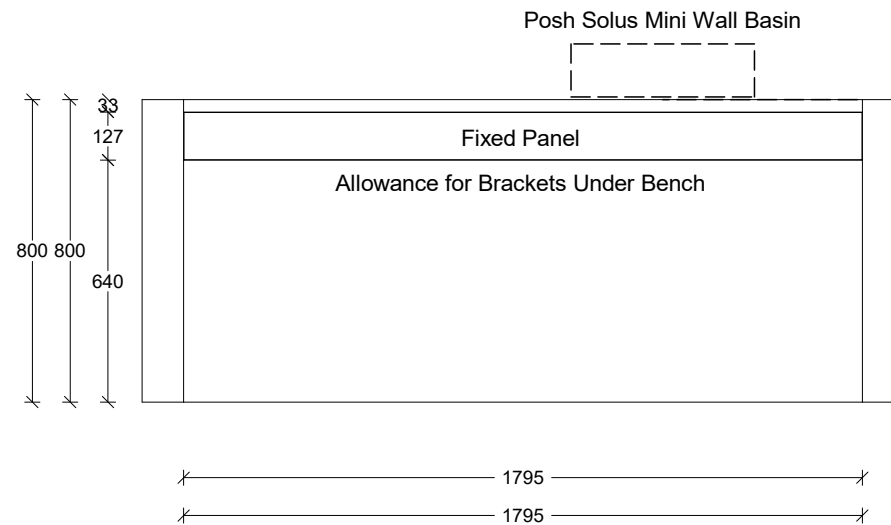 Posh Solus Mini Wall Basin
33
127
Fixed Panel
Allowance for Brackets Under Bench
800
800
640
1795
1795